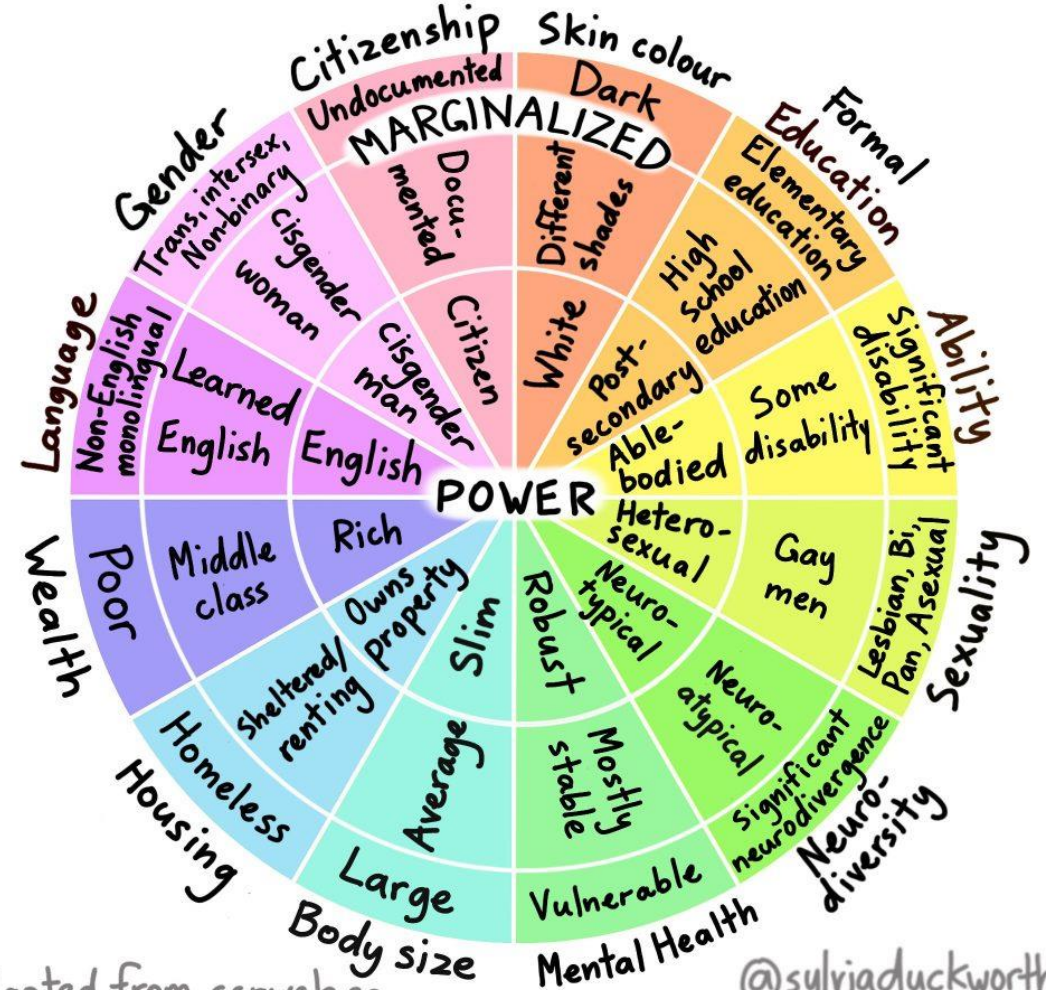 Citizenship
Undocumented
Docu-
mented
Citizen
Skin colour
Dark
Different
shades
White
Formal
Education
Elementary
education
High
school
education
Post-
secondary
Ability
Significant
disability
Some
disability
Able-
bodied
Sexuality
Lesbian, Bi,
Pan, Asexual
Gay
men
Hetero-
sexual
Neuro-
diversity
Significant
neurodivergence
Neuro-
atypical
Neuro-
typical
Mental Health
Vulnerable
Mostly
stable
Robust
Body size
Large
Average
Slim
Housing
Homeless
Sheltered/
renting
Owns
property
Wealth
Poor
Middle
class
Rich
Language
Non-English
monolingual
Learned
English
English
Gender
Trans, intersex,
Non-binary
Cisgender
woman
Cisgender
man
MARGINALIZED
POWER
from
@sylviaduckworth